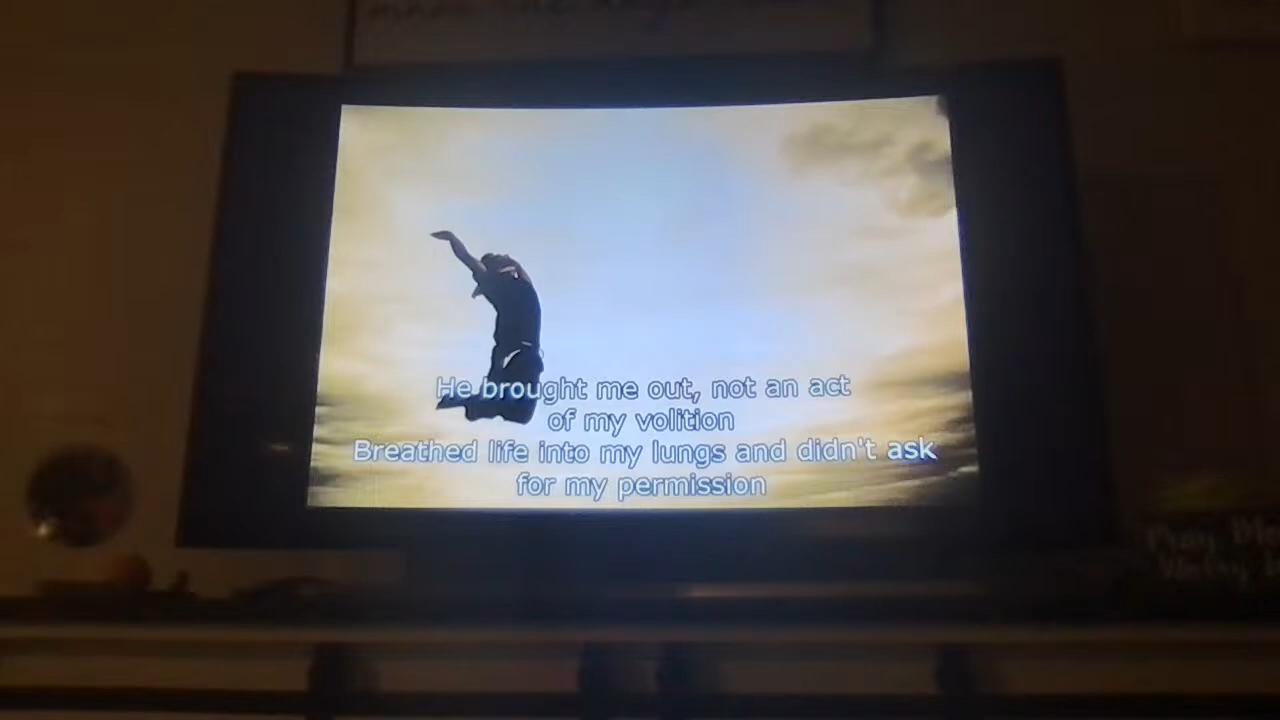 He brought me out, not an act
of my volition
Breathed life into my lungs and didn't ask
for my permission